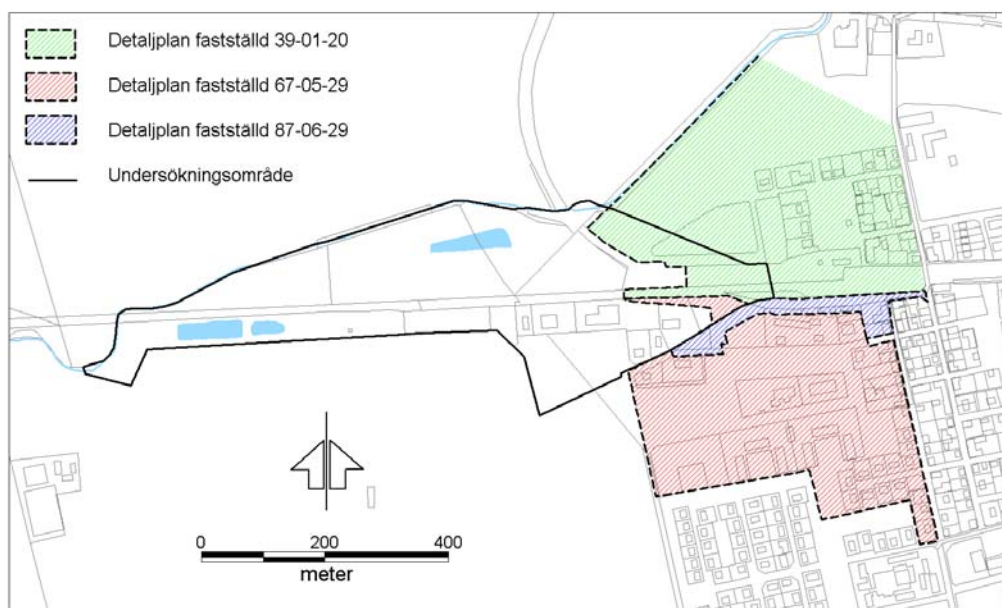 Detaljplan fastställd 39-01-20
Detaljplan fastställd 67-05-29
Detaljplan fastställd 87-06-29
Undersökningsområde
0 200 400
meter